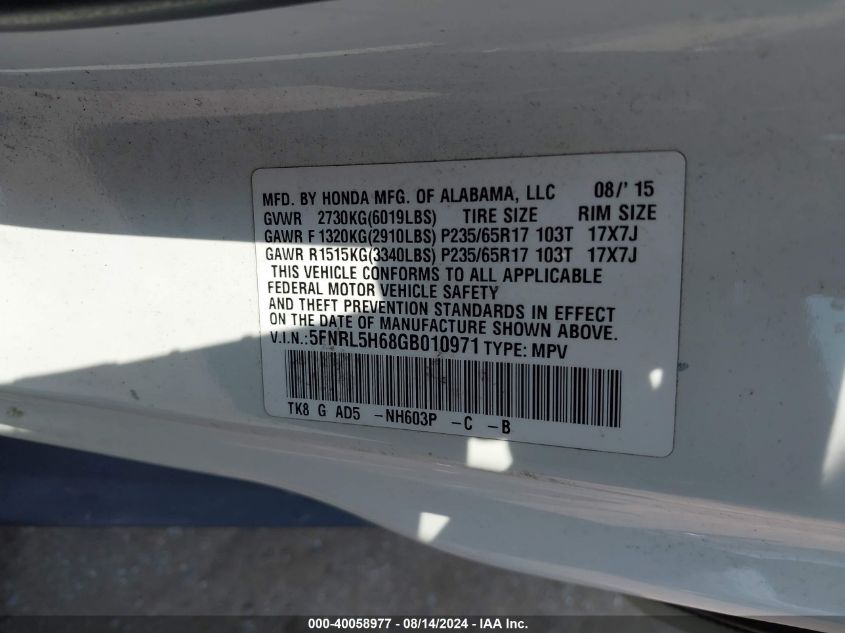 MFD. BY HONDA MFG. OF ALABAMA, LLC 08/' 15
GVWR 2730KG(6019LBS) TIRE SIZE RIM SIZE
GAWR F 1320KG(2910LBS) P235/65R17 103T 17X7J
GAWR R1515KG(3340LBS) P235/65R17 103T 17X7J
THIS VEHICLE CONFORMS TO ALL APPLICABLE
FEDERAL MOTOR VEHICLE SAFETY
AND THEFT PREVENTION STANDARDS IN EFFECT
ON THE DATE OF MANUFACTURE SHOWN ABOVE.
V.I.N.:5FNRL5H68GB010971 TYPE: MPV
TK8 G AD5 -NH603P -C -B
000-40058977 - 08/14/2024 - IAA Inc.